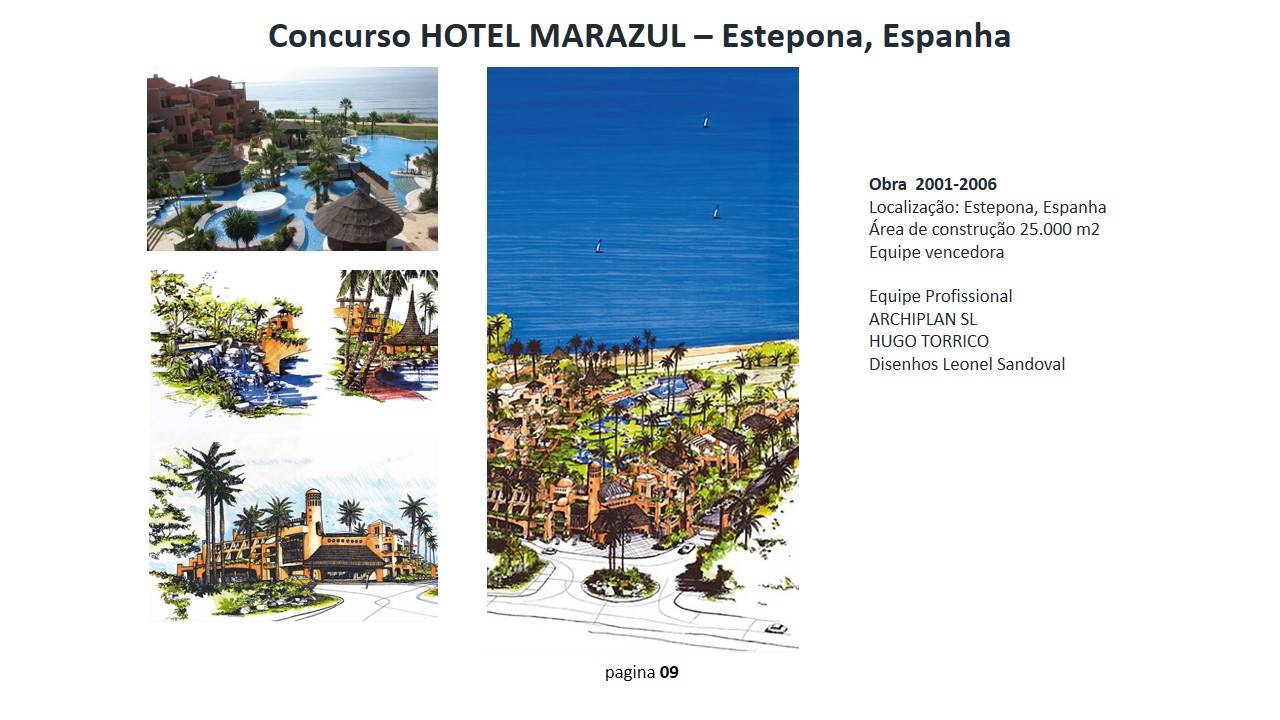 Concurso HOTEL MARAZUL – Estepona, Espanha
Obra  2001-2006
Localização: Estepona, Espanha
Área de construção 25.000 m2
Equipe vencedora
Equipe Profissional
ARCHIPLAN SL
HUGO TORRICO
Disenhos Leonel Sandoval
pagina 09